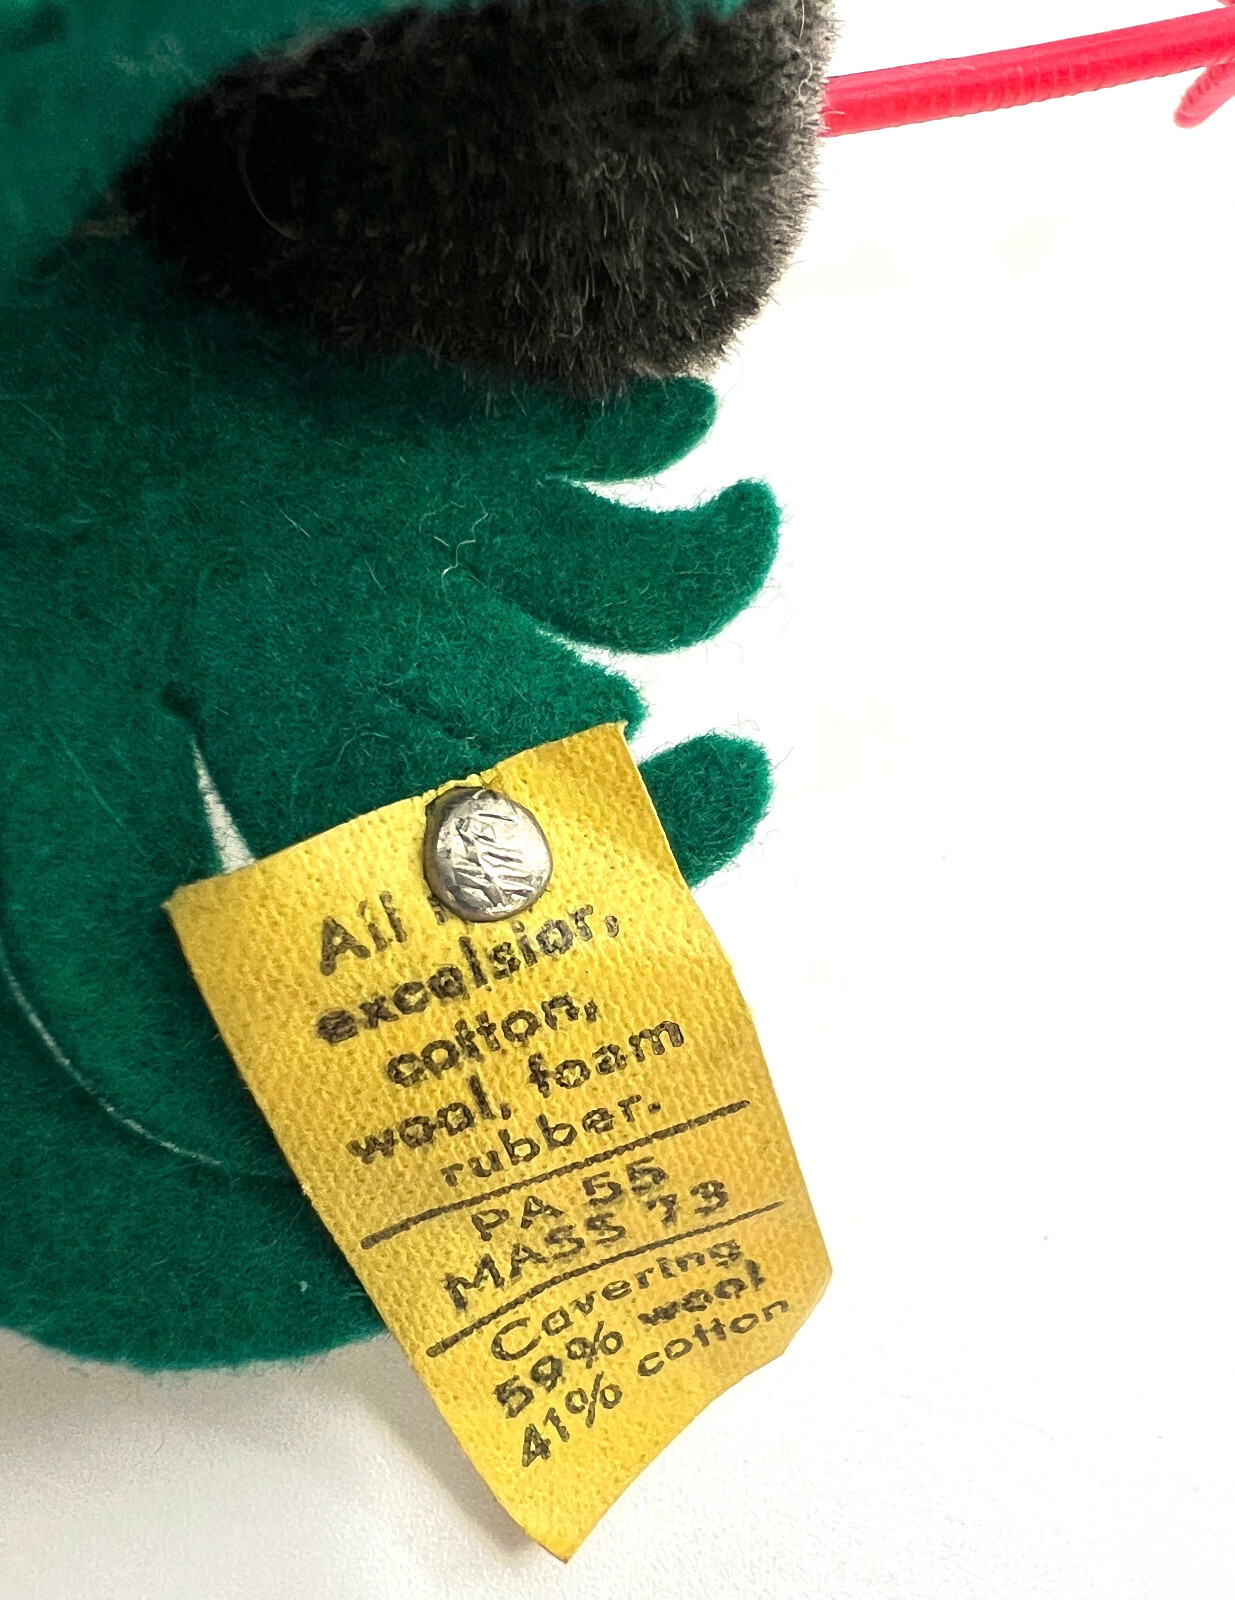 All
excelsior,
cotton,
wool, foam
rubber.
PA 55
MASS 73
Covering
59% wool
41% cotton